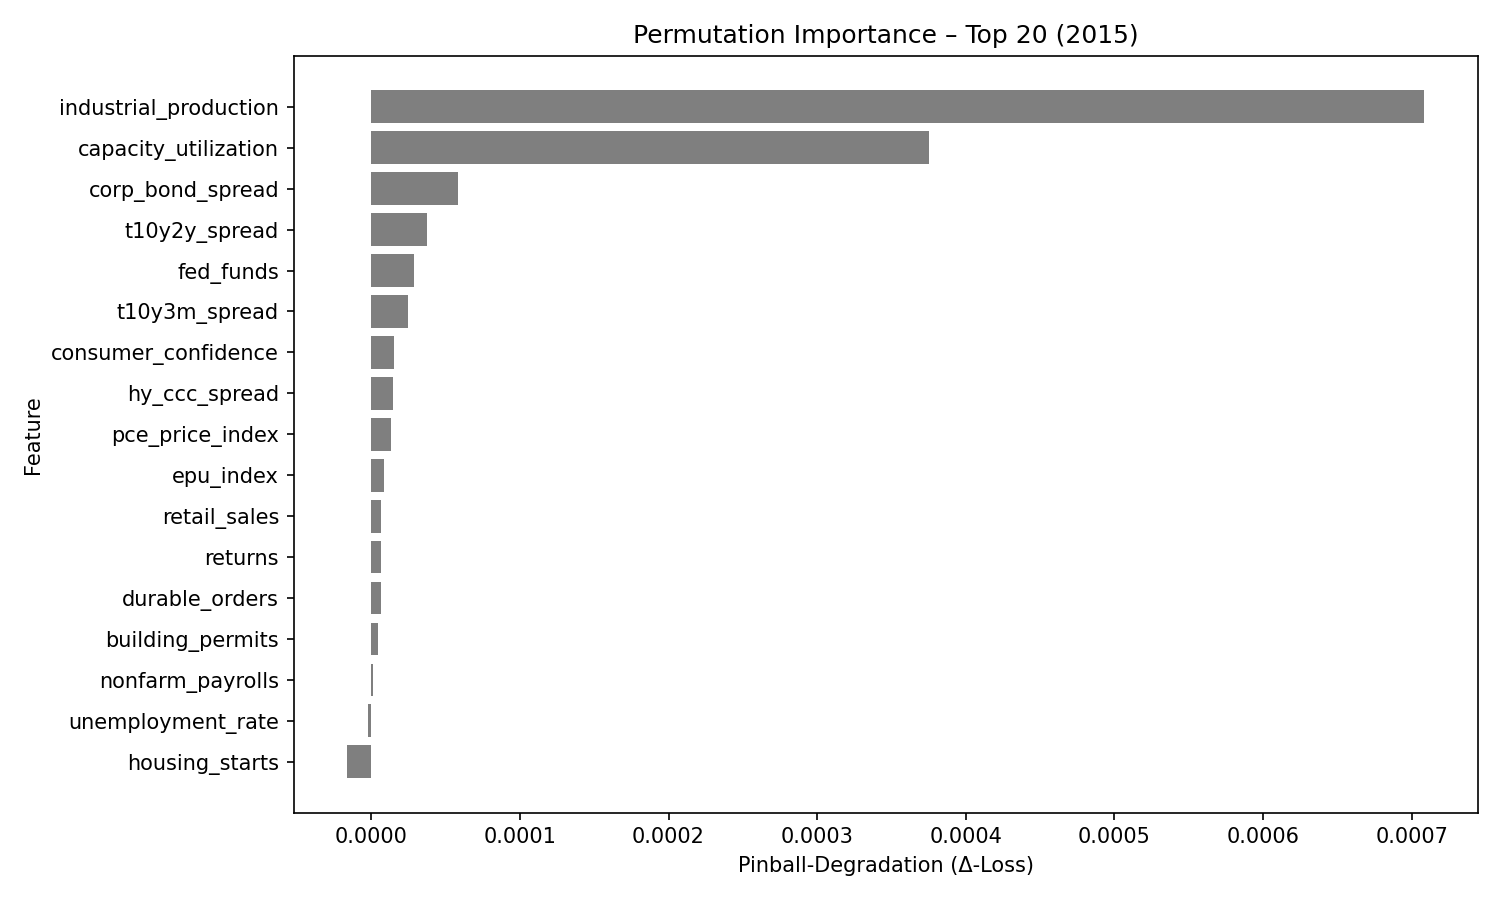 Permutation Importance – Top 20 (2015)
industrial_production
capacity_utilization
corp_bond_spread
t10y2y_spread
fed_funds
t10y3m_spread
consumer_confidence
hy_ccc_spread
pce_price_index
epu_index
retail_sales
returns
durable_orders
building_permits
nonfarm_payrolls
unemployment_rate
housing_starts
Feature
0.0000 0.0001 0.0002 0.0003 0.0004 0.0005 0.0006 0.0007
Pinball-Degradation (Δ-Loss)